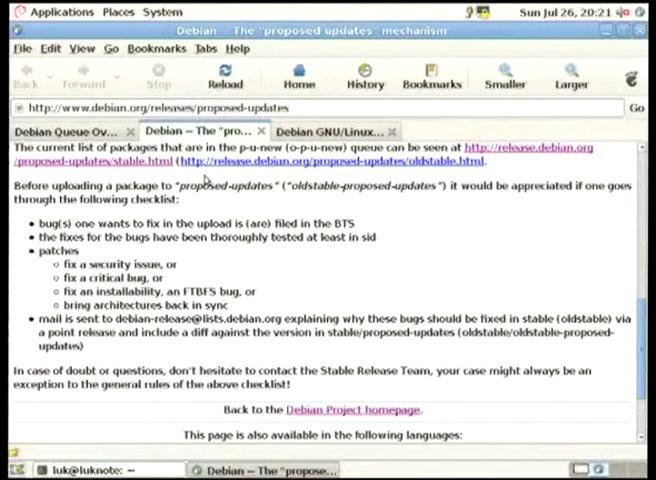 Applications Places System Sun Jul 26, 20:21
Debian -- The "proposed updates" mechanism
File Edit View Go Bookmarks Tabs Help
Back Forward Stop Reload Home History Bookmarks Smaller Larger
http://www.debian.org/releases/proposed-updates Go
Debian Queue Ov... Debian -- The "pro... Debian GNU/Linux...
The current list of packages that are in the p-u-new (o-p-u-new) queue can be seen at http://release.debian.org
/proposed-updates/stable.html (http://release.debian.org/proposed-updates/oldstable.html.
Before uploading a package to "proposed-updates" ("oldstable-proposed-updates") it would be appreciated if one goes
through the following checklist:
• bug(s) one wants to fix in the upload is (are) filed in the BTS
• the fixes for the bugs have been thoroughly tested at least in sid
• patches
◦ fix a security issue, or
◦ fix a critical bug, or
◦ fix an installability, an FTBFS bug, or
◦ bring architectures back in sync
• mail is sent to debian-release@lists.debian.org explaining why these bugs should be fixed in stable (oldstable) via
a point release and include a diff against the version in stable/proposed-updates (oldstable/oldstable-proposed-
updates)
In case of doubt or questions, don't hesitate to contact the Stable Release Team, your case might always be an
exception to the general rules of the above checklist!
Back to the Debian Project homepage.
This page is also available in the following languages:
luk@luknote: ~ Debian -- The "propose...